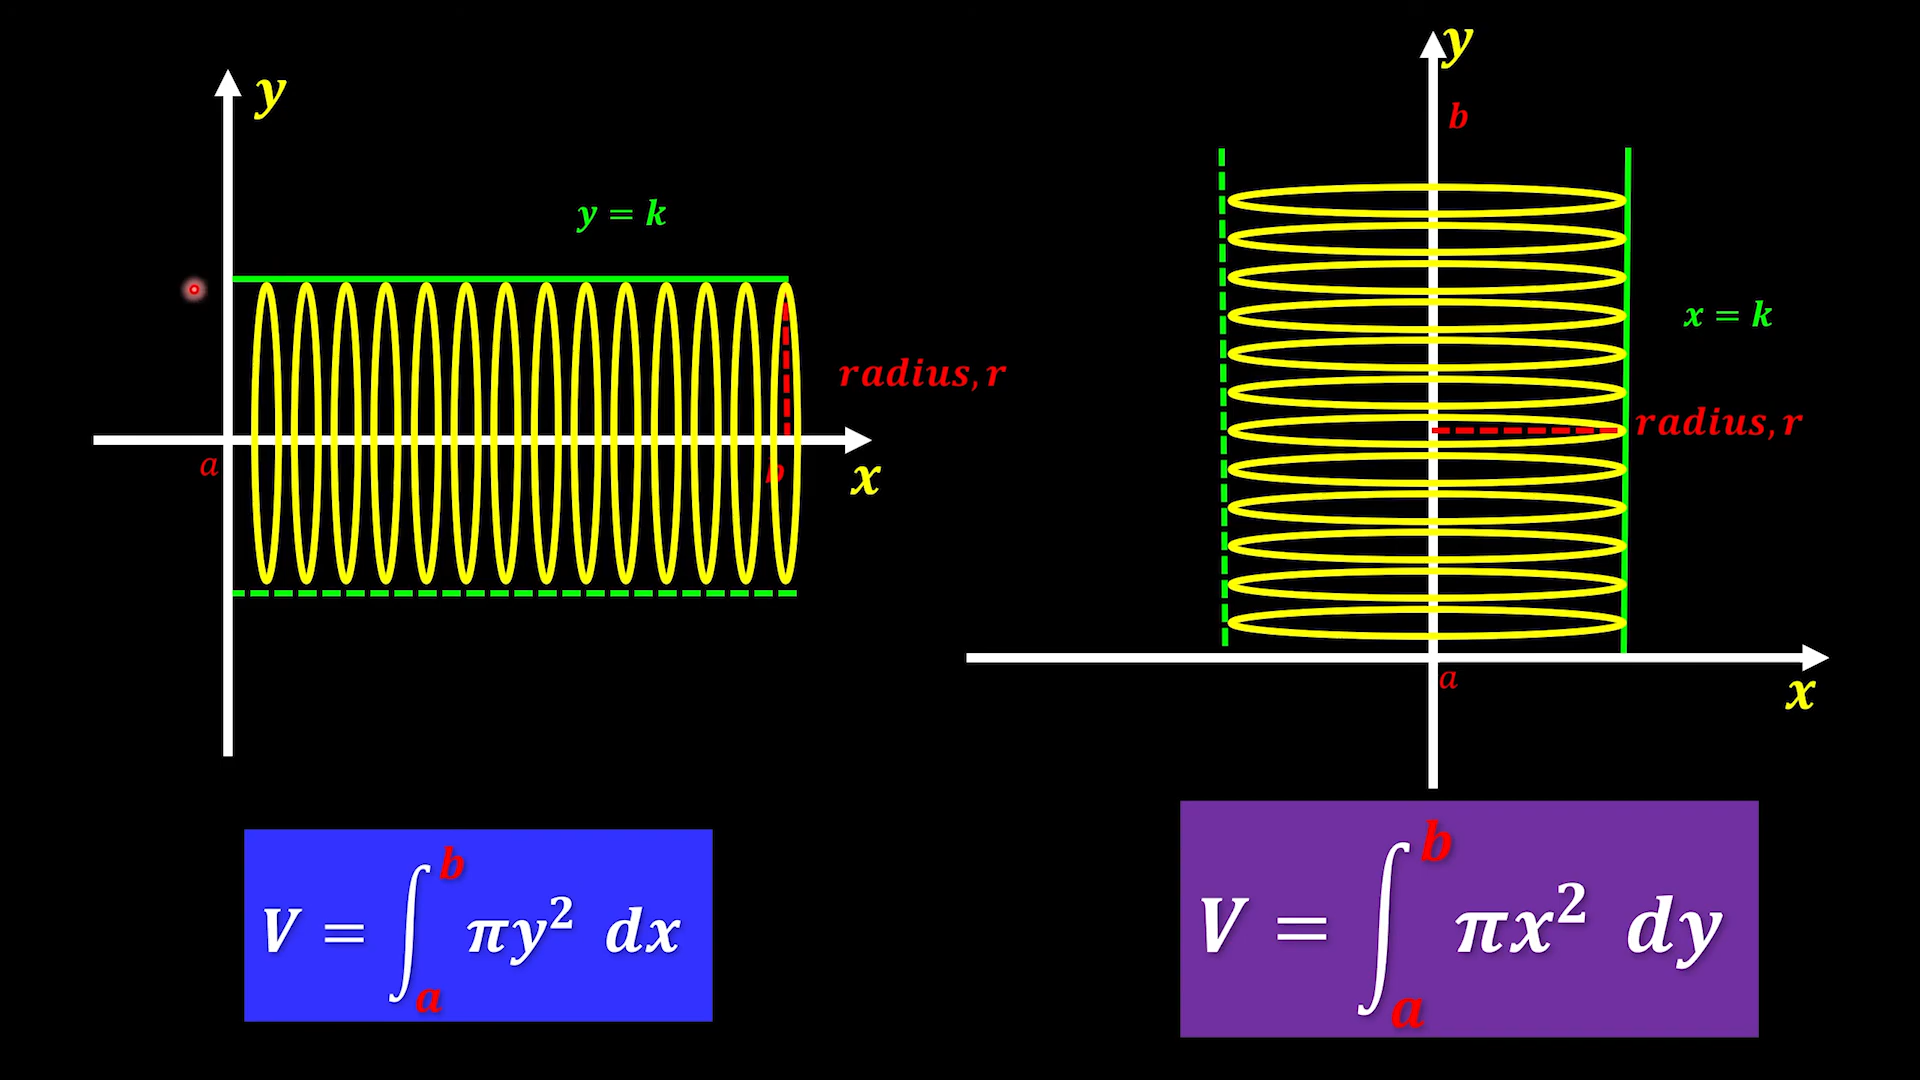 y
y = k
radius, r
a
b
x
V = ∫ₐᵇ πy² dx
y
b
x = k
radius, r
a
x
V = ∫ₐᵇ πx² dy